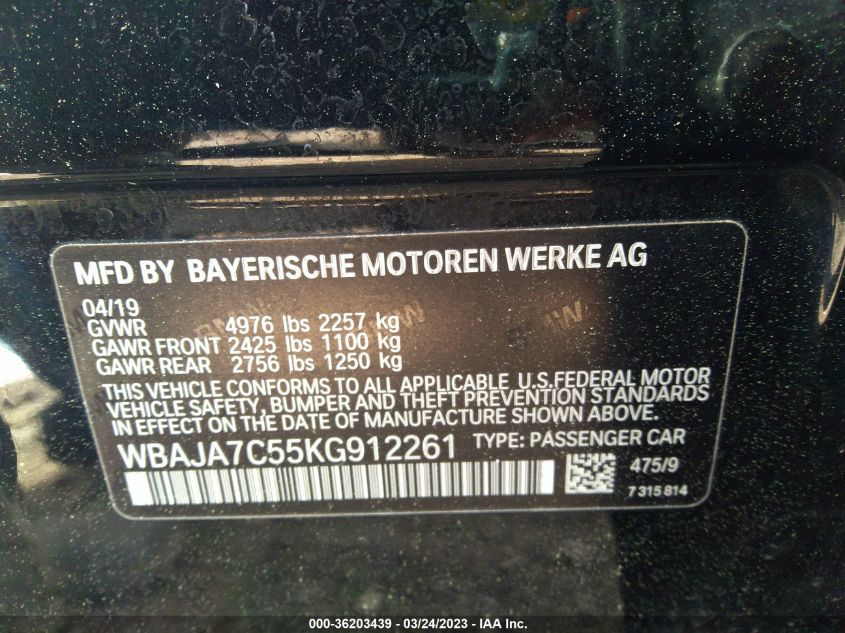 MFD BY BAYERISCHE MOTOREN WERKE AG
04/19
GVWR 4976 lbs 2257 kg
GAWR FRONT 2425 lbs 1100 kg
GAWR REAR 2756 lbs 1250 kg
THIS VEHICLE CONFORMS TO ALL APPLICABLE U.S.FEDERAL MOTOR
VEHICLE SAFETY, BUMPER AND THEFT PREVENTION STANDARDS
IN EFFECT ON THE DATE OF MANUFACTURE SHOWN ABOVE.
WBAJA7C55KG912261 TYPE: PASSENGER CAR
475/9
7 315 814
000-36203439 - 03/24/2023 - IAA Inc.